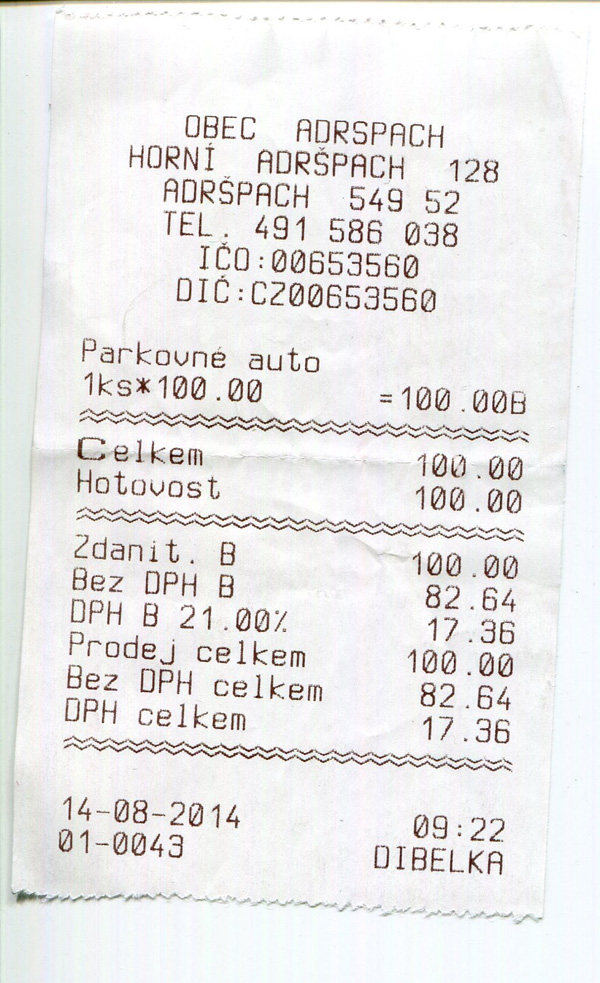 OBEC ADRSPACH
HORNÍ ADRŠPACH 128
ADRŠPACH 549 52
TEL. 491 586 038
IČO:00653560
DIČ:CZ00653560
Parkovné auto
1ks*100.00 =100.00B
Celkem 100.00
Hotovost 100.00
Zdanit. B 100.00
Bez DPH B 82.64
DPH B 21.00% 17.36
Prodej celkem 100.00
Bez DPH celkem 82.64
DPH celkem 17.36
14-08-2014 09:22
01-0043 DIBELKA